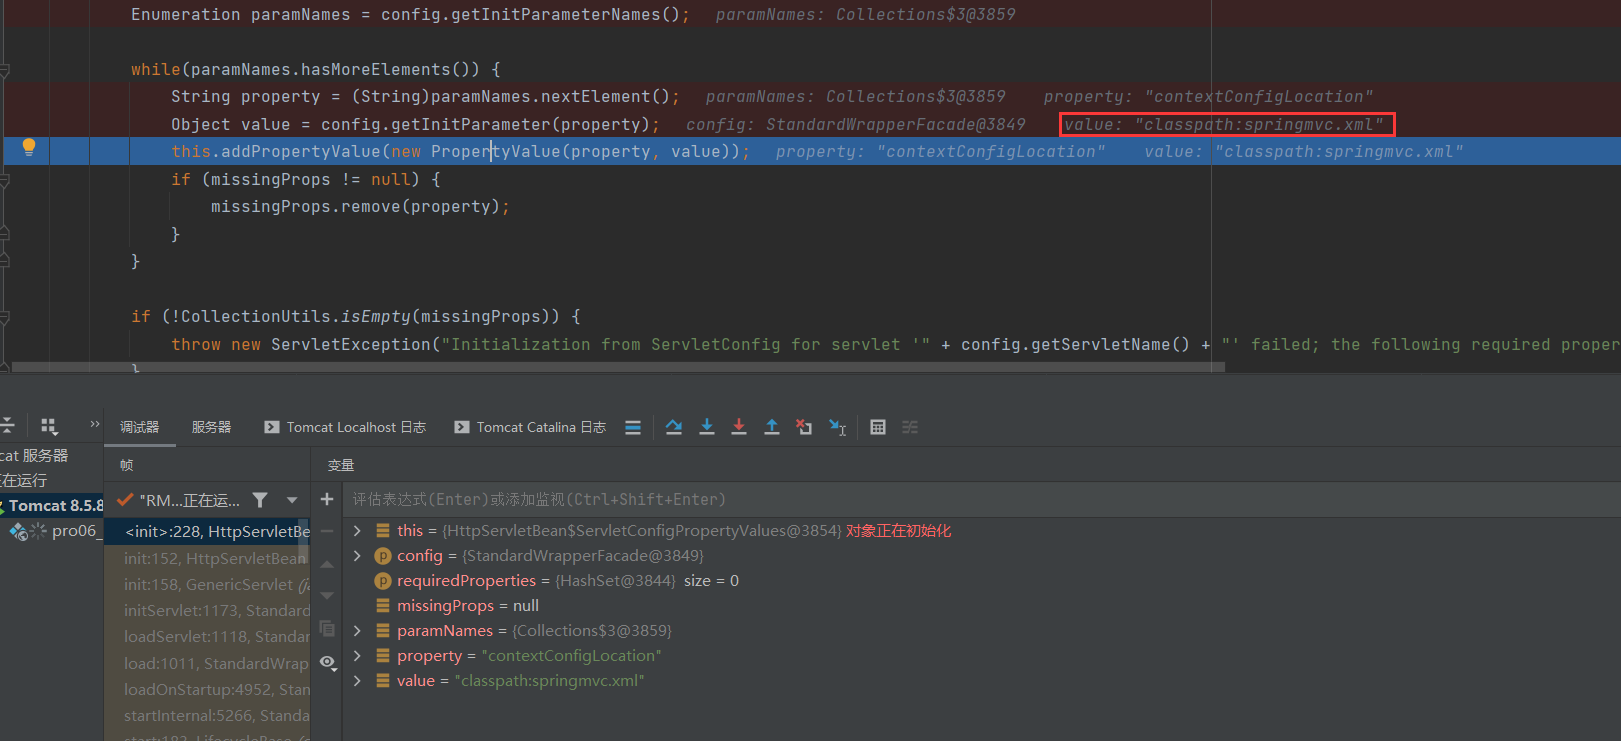 Enumeration paramNames = config.getInitParameterNames();   paramNames: Collections$3@3859
while(paramNames.hasMoreElements()) {
String property = (String)paramNames.nextElement();   paramNames: Collections$3@3859    property: "contextConfigLocation"
Object value = config.getInitParameter(property);   config: StandardWrapperFacade@3849    value: "classpath:springmvc.xml"
this.addPropertyValue(new PropertyValue(property, value));   property: "contextConfigLocation"    value: "classpath:springmvc.xml"
if (missingProps != null) {
missingProps.remove(property);
}
}
if (!CollectionUtils.isEmpty(missingProps)) {
throw new ServletException("Initialization from ServletConfig for servlet '" + config.getServletName() + "' failed; the following required proper
}
» 调试器 服务器 Tomcat Localhost 日志 Tomcat Catalina 日志
cat 服务器
正在运行
Tomcat 8.5.8
pro06_
帧
"RM...正在运...
<init>:228, HttpServletBe
init:152, HttpServletBean
init:158, GenericServlet (j
initServlet:1173, Standard
loadServlet:1118, Standar
load:1011, StandardWrap
loadOnStartup:4952, Stan
startInternal:5266, Standa
start:183, LifecycleBase (
变量
评估表达式(Enter)或添加监视(Ctrl+Shift+Enter)
this = {HttpServletBean$ServletConfigPropertyValues@3854} 对象正在初始化
p config = {StandardWrapperFacade@3849}
p requiredProperties = {HashSet@3844} size = 0
missingProps = null
paramNames = {Collections$3@3859}
property = "contextConfigLocation"
value = "classpath:springmvc.xml"